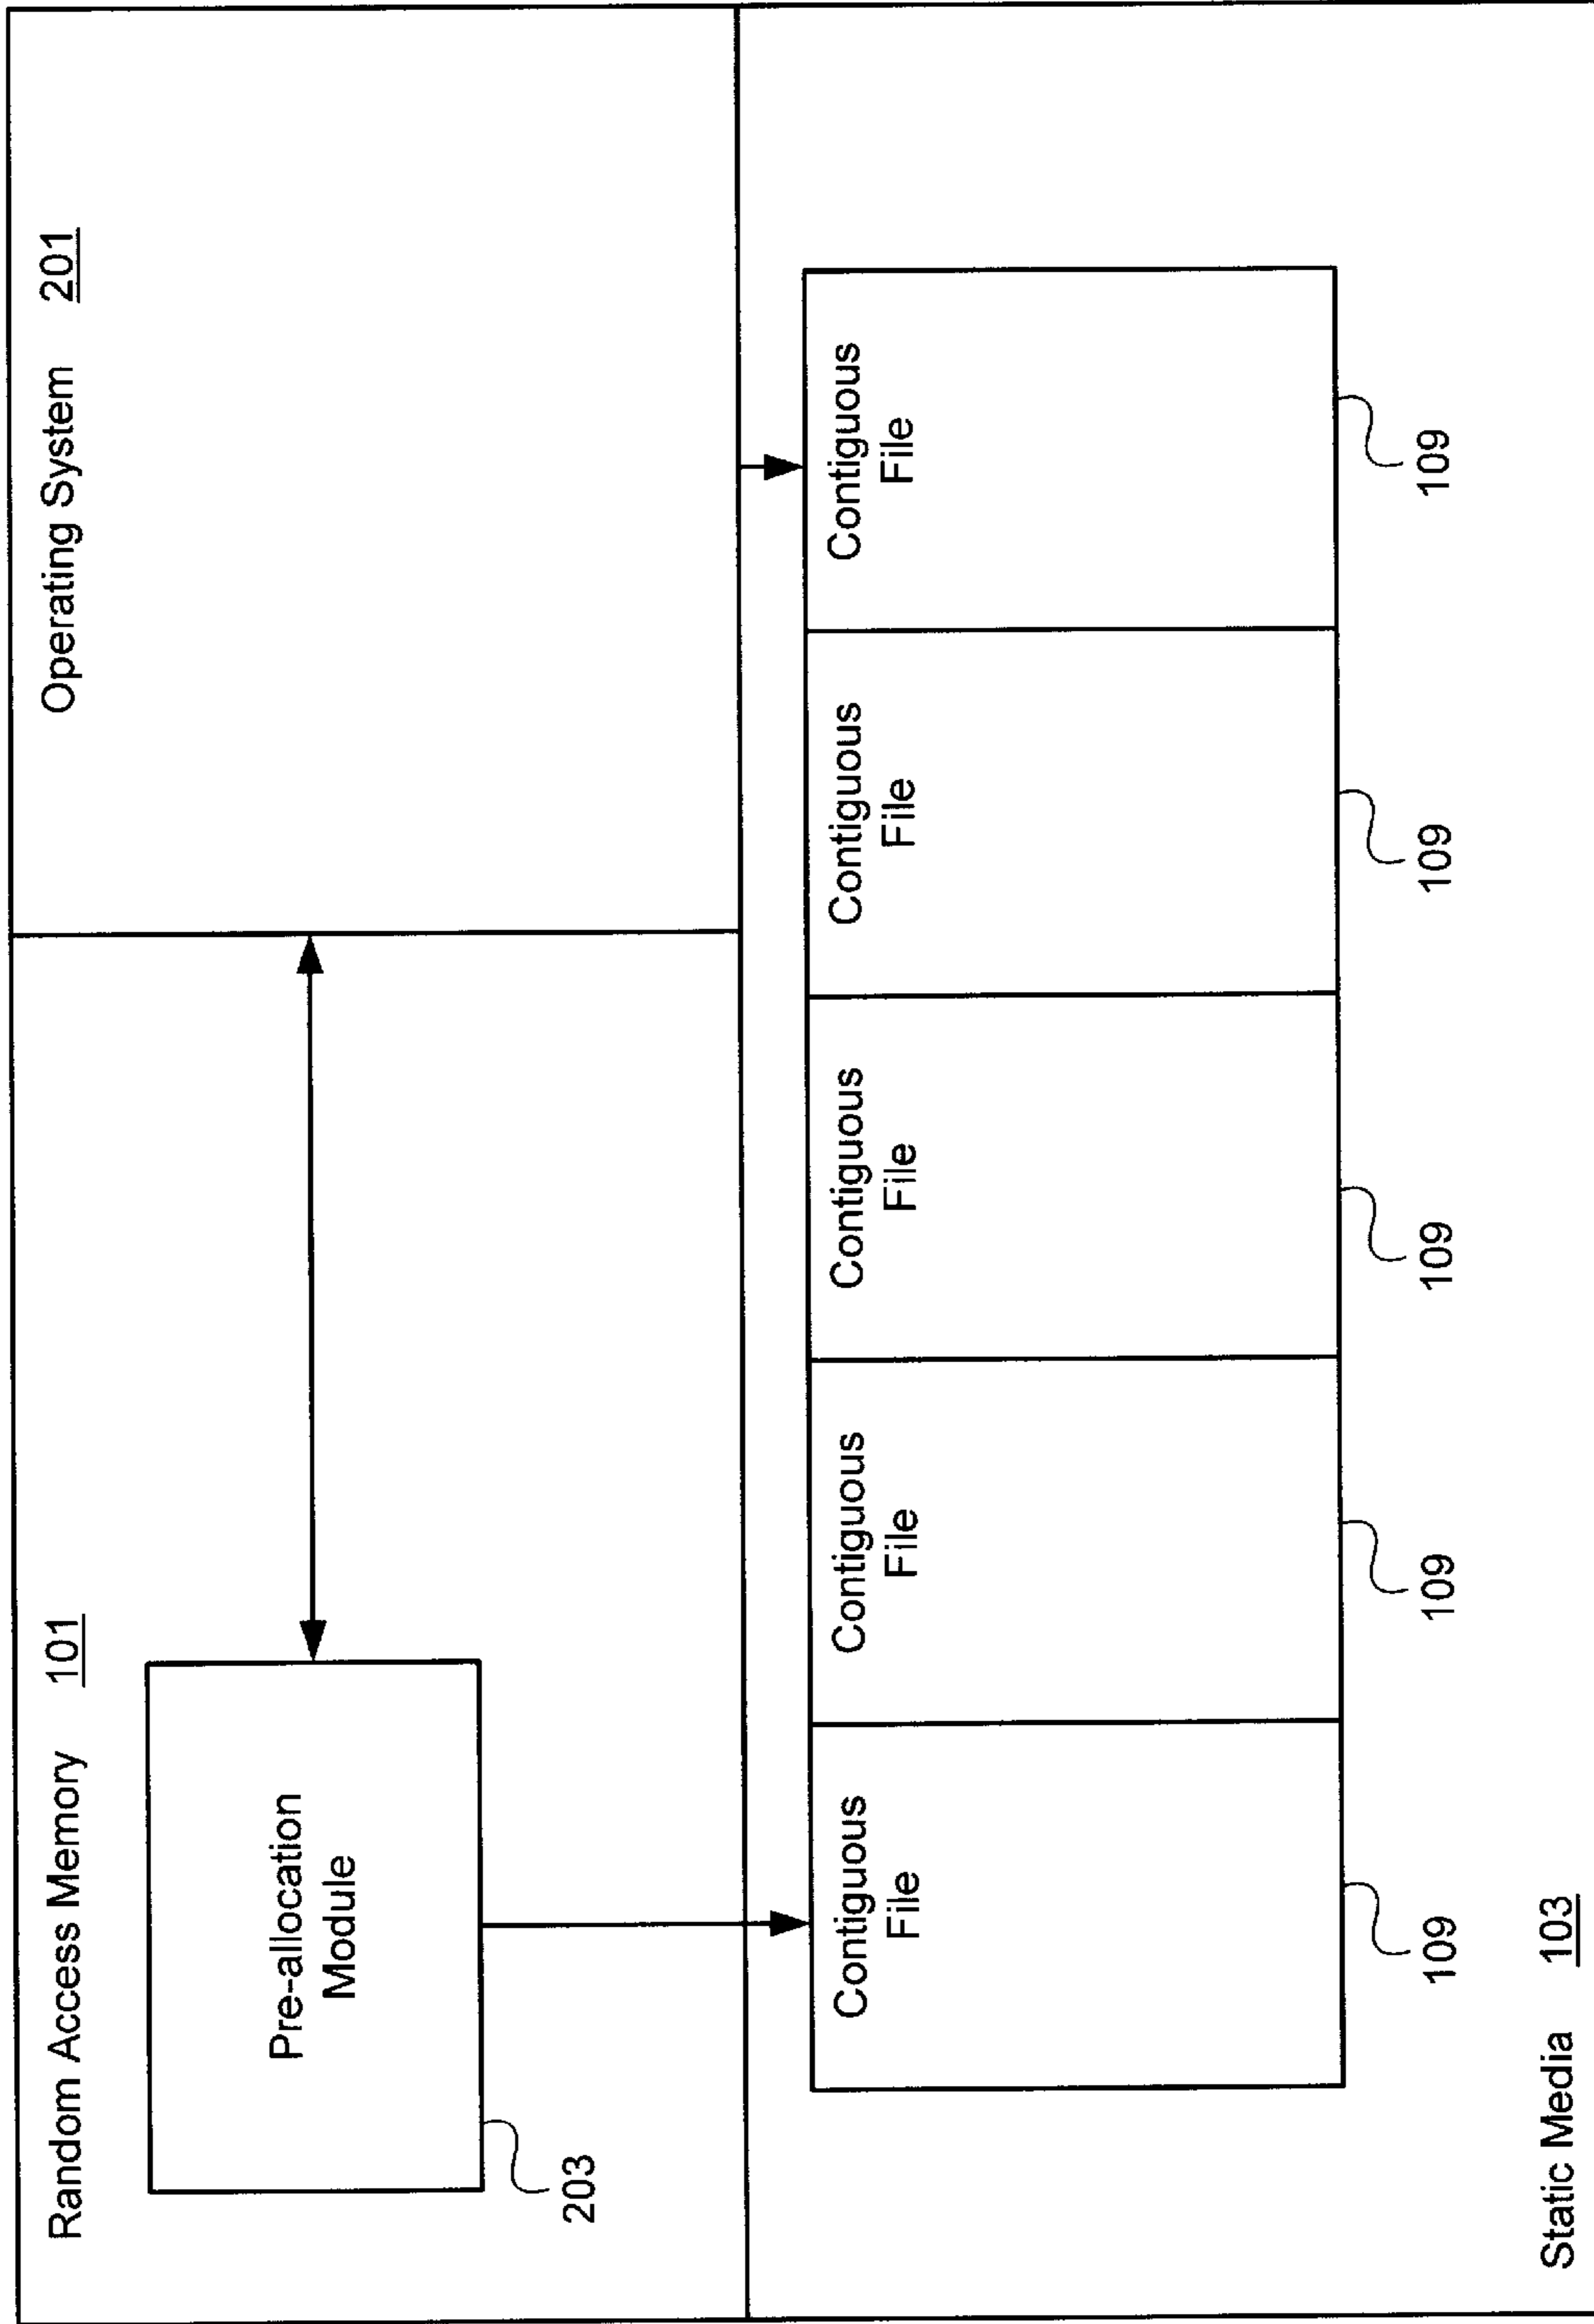 Random Access Memory 101
Operating System 201
Pre-allocation
Module
203
Contiguous
File
Contiguous
File
Contiguous
File
Contiguous
File
Contiguous
File
109
109
109
109
109
Static Media 103